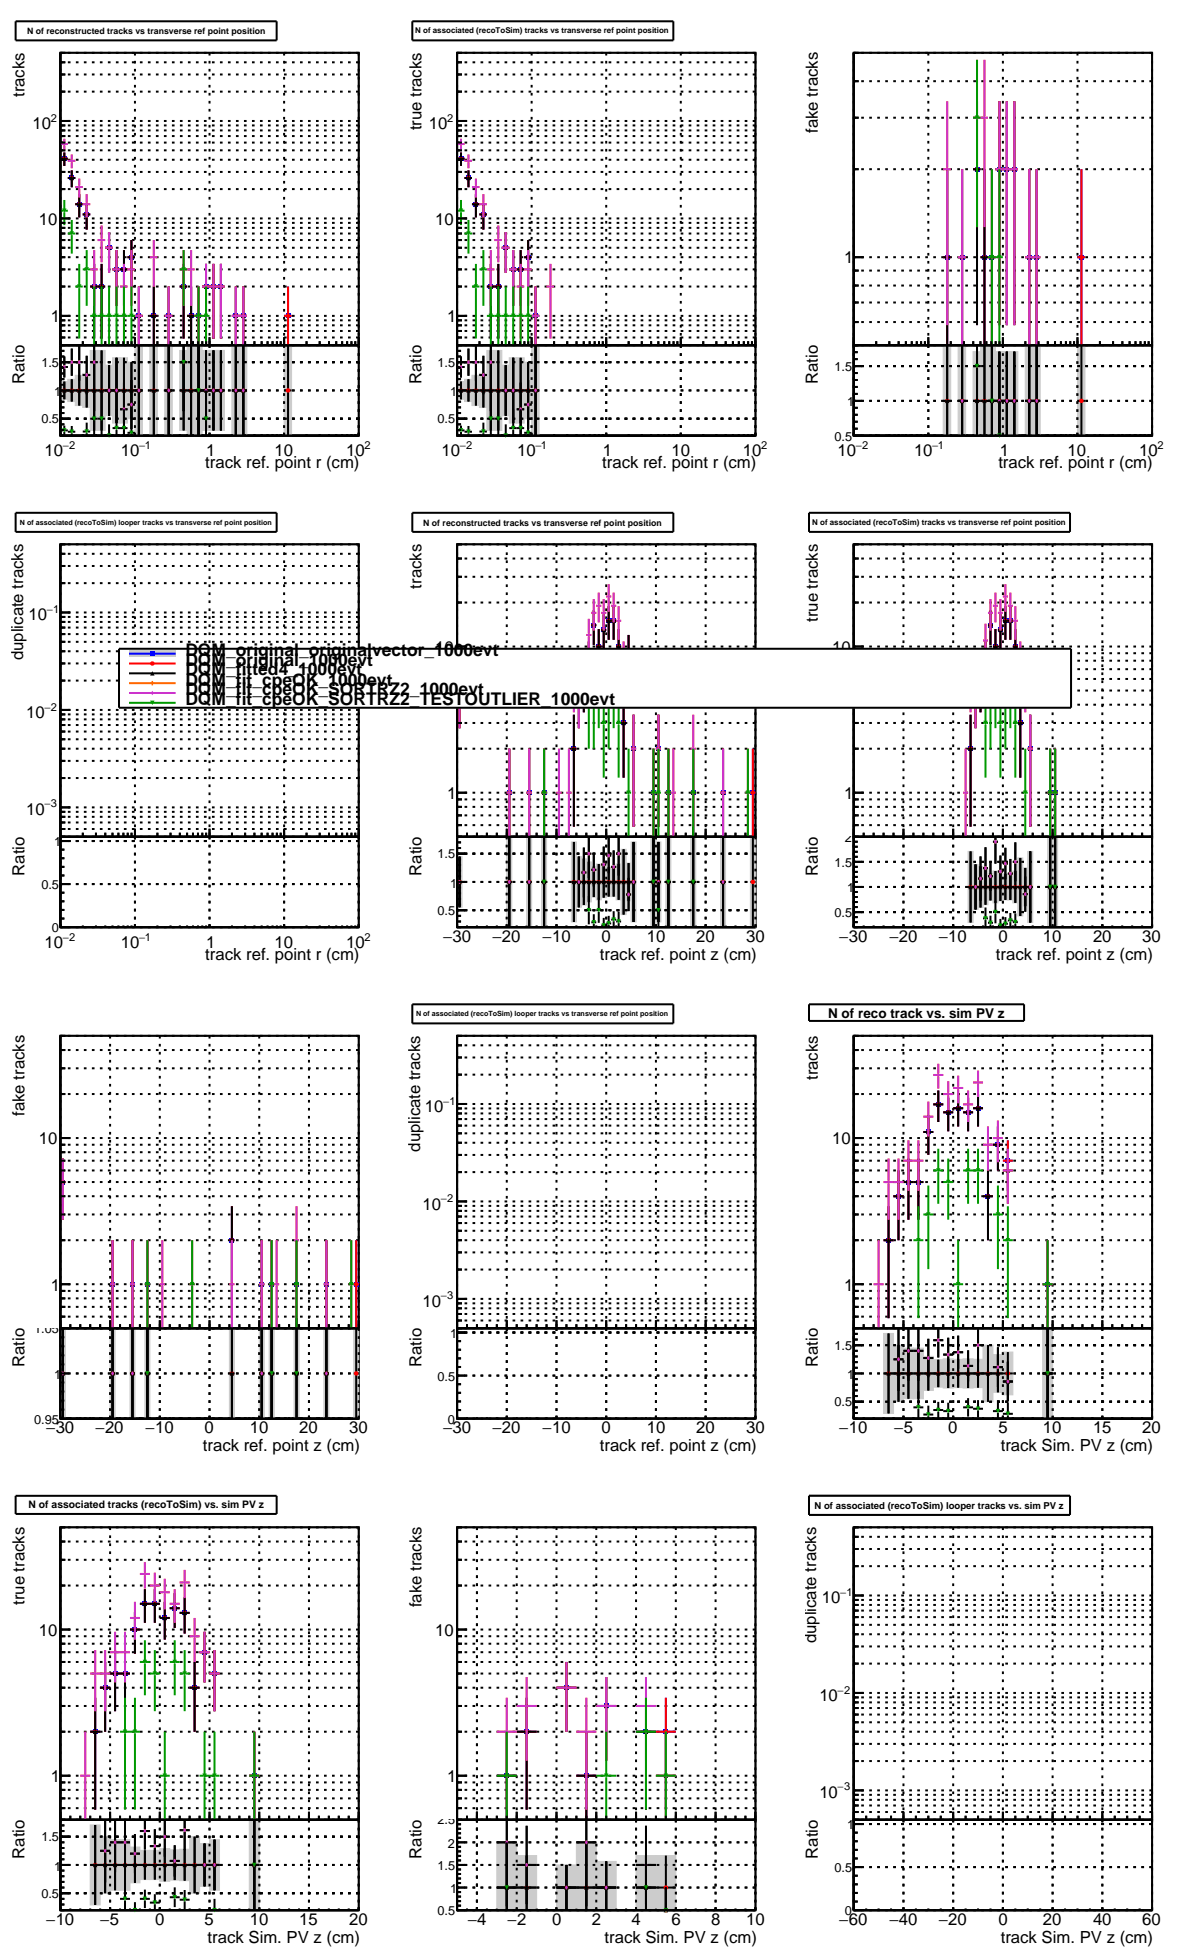 N of reconstructed tracks vs transverse ref point position
N of associated (recoToSim) tracks vs transverse ref point position
tracks
10²
10
1
Ratio
1.5
1
0.5
10⁻² 10⁻¹ 1 10 10²
track ref. point r (cm)
true tracks
10²
10
1
Ratio
1.5
1
0.5
10⁻² 10⁻¹ 1 10 10²
track ref. point r (cm)
fake tracks
1
Ratio
1.5
1
0.5
10⁻² 10⁻¹ 1 10 10²
track ref. point r (cm)
N of associated (recoToSim) looper tracks vs transverse ref point position
N of reconstructed tracks vs transverse ref point position
N of associated (recoToSim) tracks vs transverse ref point position
duplicate tracks
10⁻¹
10⁻²
10⁻³
Ratio
1
0.5
0
10⁻² 10⁻¹ 1 10 10²
track ref. point r (cm)
DQM_original_originalvector_1000evt
DQM_original_1000evt
DQM_fitted4_1000evt
DQM_fit_cpeOK_1000evt
DQM_fit_cpeOK_SORTRZ2_1000evt
DQM_fit_cpeOK_SORTRZ2_TESTOUTLIER_1000evt
tracks
1
Ratio
1.5
1
0.5
−30 −20 −10 0 10 20 30
track ref. point z (cm)
true tracks
10
1
Ratio
2
1.5
1
0.5
−30 −20 −10 0 10 20 30
track ref. point z (cm)
N of associated (recoToSim) looper tracks vs transverse ref point position
N of reco track vs. sim PV z
fake tracks
10
1
Ratio
1.05
1
0.95
−30 −20 −10 0 10 20 30
track ref. point z (cm)
duplicate tracks
10⁻¹
10⁻²
10⁻³
Ratio
1
0.5
0
−30 −20 −10 0 10 20 30
track ref. point z (cm)
tracks
10
1
Ratio
1.5
1
0.5
−10 −5 0 5 10 15 20
track Sim. PV z (cm)
N of associated tracks (recoToSim) vs. sim PV z
N of associated (recoToSim) looper tracks vs. sim PV z
true tracks
10
1
Ratio
1.5
1
0.5
−10 −5 0 5 10 15 20
track Sim. PV z (cm)
fake tracks
10
1
Ratio
2.5
2
1.5
1
0.5
−4 −2 0 2 4 6 8 10
track Sim. PV z (cm)
duplicate tracks
10⁻¹
10⁻²
10⁻³
Ratio
1
0.5
0
−60 −40 −20 0 20 40 60
track Sim. PV z (cm)